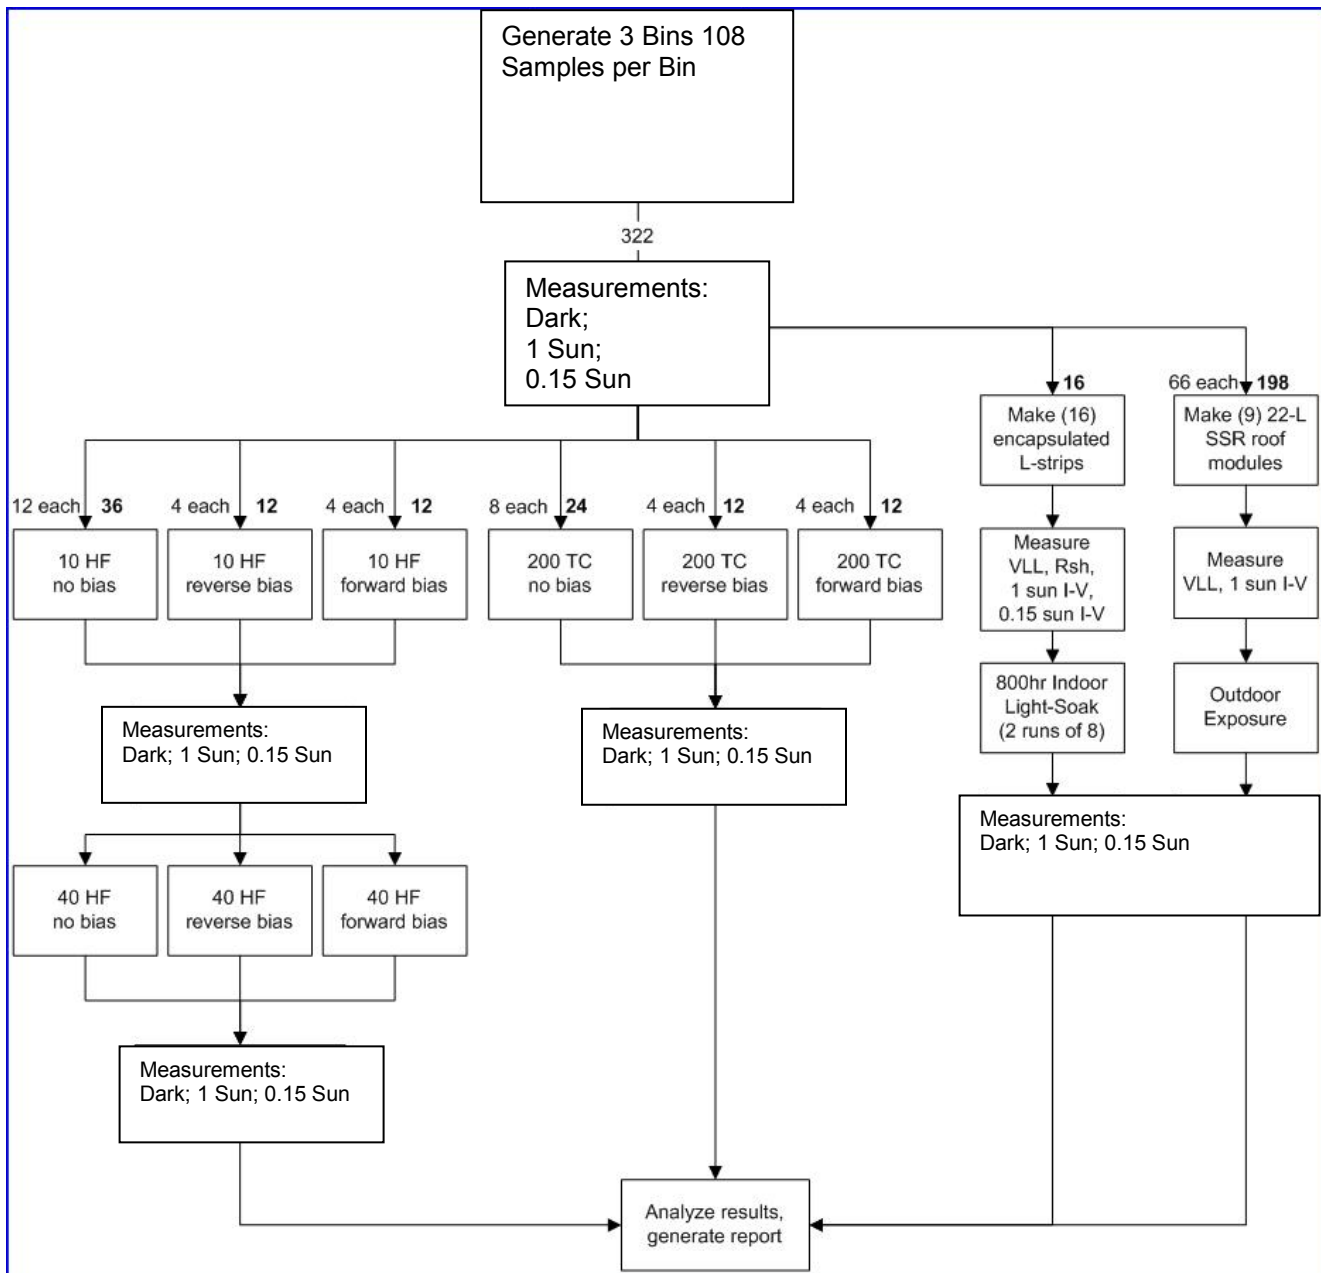 Generate 3 Bins 108
Samples per Bin
322
Measurements:
Dark;
1 Sun;
0.15 Sun
12 each 36
4 each 12
4 each 12
8 each 24
4 each 12
4 each 12
16
66 each 198
10 HF
no bias
10 HF
reverse bias
10 HF
forward bias
200 TC
no bias
200 TC
reverse bias
200 TC
forward bias
Make (16)
encapsulated
L-strips
Make (9) 22-L
SSR roof
modules
Measure
VLL, Rsh,
1 sun I-V,
0.15 sun I-V
Measure
VLL, 1 sun I-V
800hr Indoor
Light-Soak
(2 runs of 8)
Outdoor
Exposure
Measurements:
Dark; 1 Sun; 0.15 Sun
Measurements:
Dark; 1 Sun; 0.15 Sun
Measurements:
Dark; 1 Sun; 0.15 Sun
40 HF
no bias
40 HF
reverse bias
40 HF
forward bias
Measurements:
Dark; 1 Sun; 0.15 Sun
Analyze results,
generate report